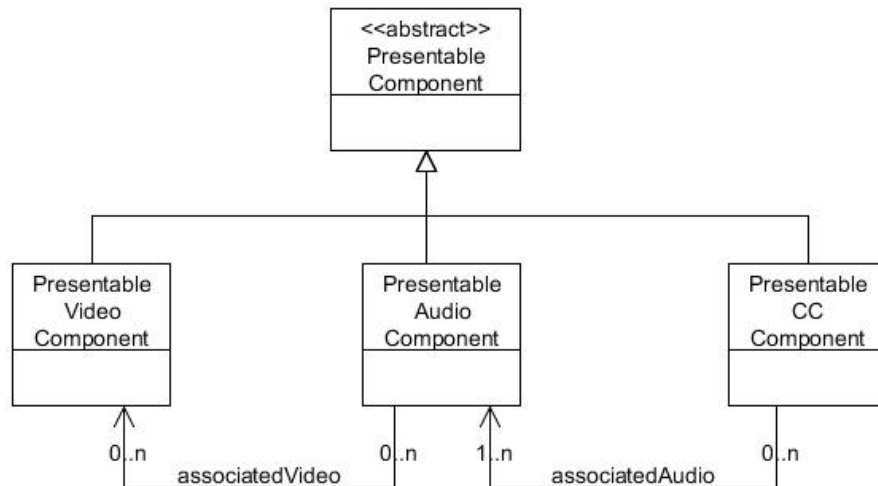 <<abstract>>
Presentable
Component
Presentable
Video
Component
Presentable
Audio
Component
Presentable
CC
Component
0..n
0..n
1..n
0..n
associatedVideo
associatedAudio